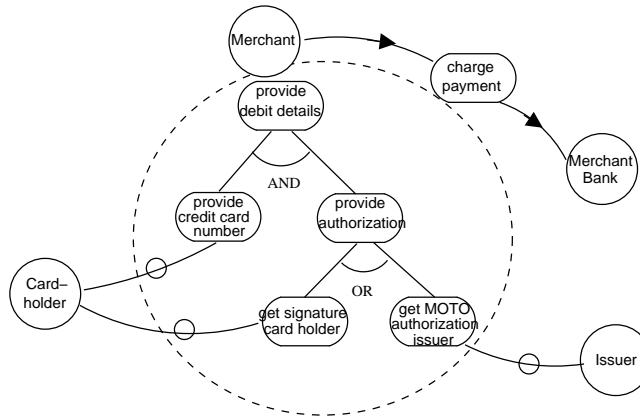 Merchant
charge
payment
provide
debit details
Merchant
Bank
AND
provide
credit card
number
provide
authorization
Card–
holder
OR
get signature
card holder
get MOTO
authorization
issuer
Issuer